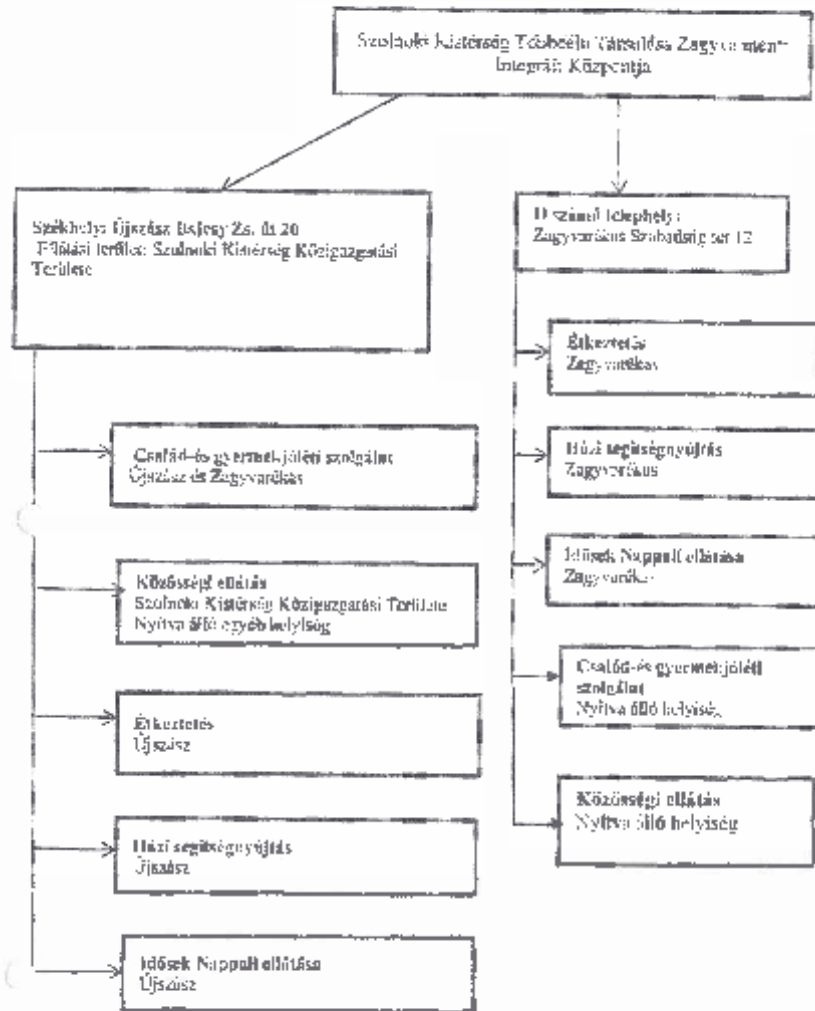 Szolnoki Kistérség Többcélú Társulása Zagyva menti
Integrált Központja
Székhely: Újszász Bajcsy Zs. út 20
Ellátási terület: Szolnoki Kistérség Közigazgatási
Területe
Család-és gyermekjóléti szolgálat
Újszász és Zagyvarékas
Közösségi ellátás
Szolnoki Kistérség Közigazgatási Területe
Nyitva álló egyéb helyiség
Étkeztetés
Újszász
Házi segítségnyújtás
Újszász
Idősek Nappali ellátása
Újszász
számú telephely:
Zagyvarékas Szabadság tér 12
Étkeztetés
Zagyvarékas
Házi segítségnyújtás
Zagyvarékas
Idősek Nappali ellátása
Zagyvarékas
Család-és gyermekjóléti
szolgálat
Nyitva álló helyiség
Közösségi ellátás
Nyitva álló helyiség